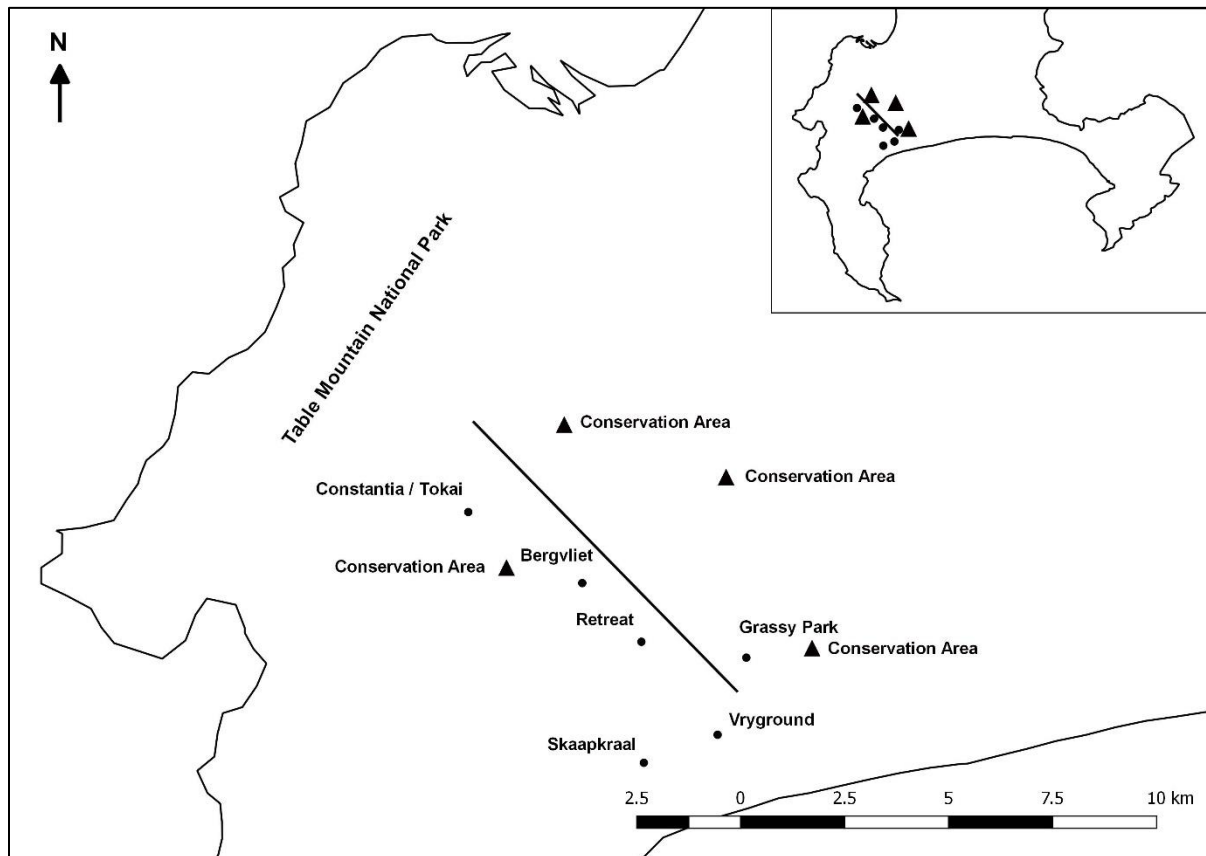 N
Table Mountain National Park
Conservation Area
Conservation Area
Constantia / Tokai
Bergvliet
Conservation Area
Retreat
Grassy Park
Conservation Area
Vryground
Skaapkraal
2.5 0 2.5 5 7.5 10 km